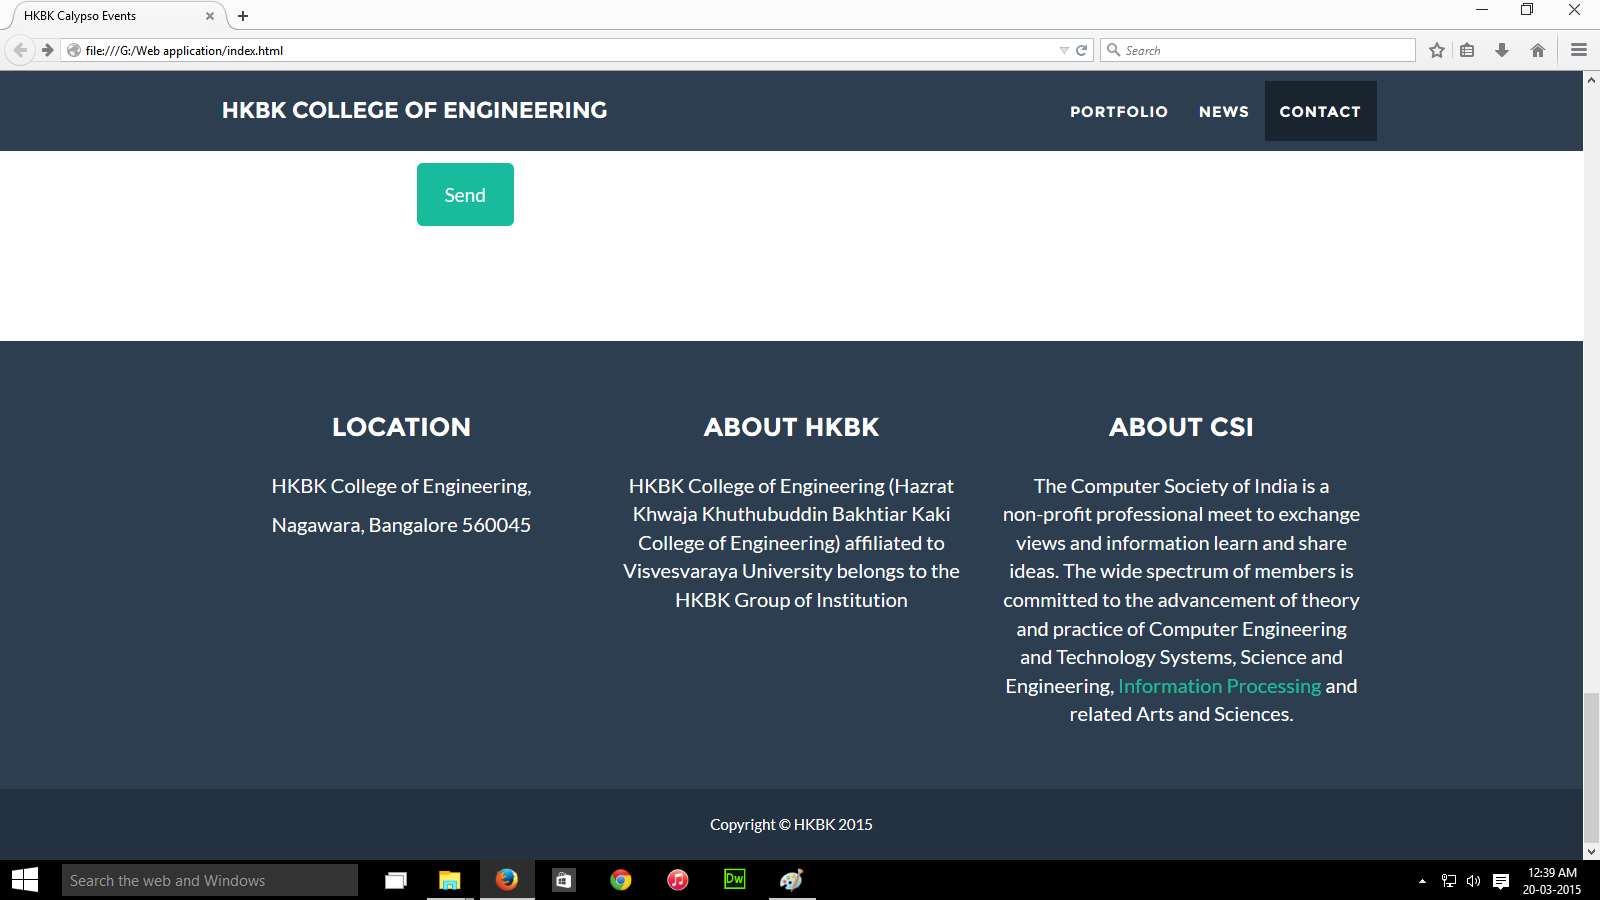 HKBK Calypso Events
file:///G:/Web application/index.html
Search
HKBK COLLEGE OF ENGINEERING
PORTFOLIO
NEWS
CONTACT
Send
LOCATION
HKBK College of Engineering,
Nagawara, Bangalore 560045
ABOUT HKBK
HKBK College of Engineering (Hazrat
Khwaja Khuthubuddin Bakhtiar Kaki
College of Engineering) affiliated to
Visvesvaraya University belongs to the
HKBK Group of Institution
ABOUT CSI
The Computer Society of India is a
non-profit professional meet to exchange
views and information learn and share
ideas. The wide spectrum of members is
committed to the advancement of theory
and practice of Computer Engineering
and Technology Systems, Science and
Engineering, Information Processing and
related Arts and Sciences.
Copyright © HKBK 2015
Search the web and Windows
Dw
12:39 AM
20-03-2015